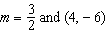 m = 3/2 and (4, − 6)